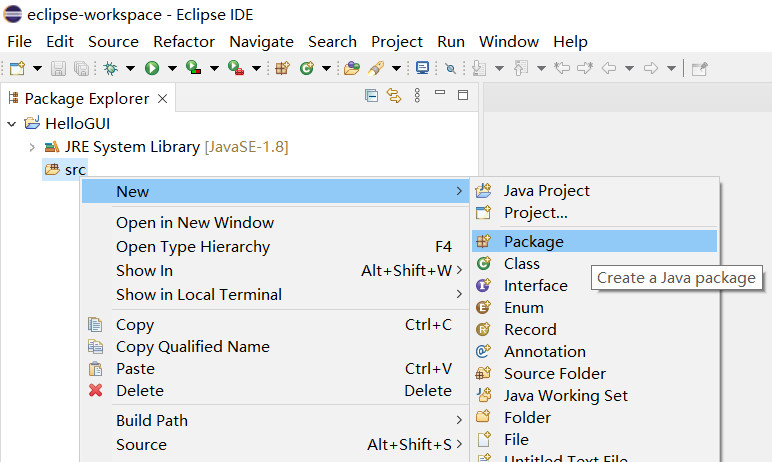 eclipse-workspace - Eclipse IDE
File Edit Source Refactor Navigate Search Project Run Window Help
Package Explorer
HelloGUI
JRE System Library [JavaSE-1.8]
src
New
Open in New Window
Open Type Hierarchy F4
Show In Alt+Shift+W
Show in Local Terminal
Copy Ctrl+C
Copy Qualified Name
Paste Ctrl+V
Delete Delete
Build Path
Source Alt+Shift+S
Java Project
Project...
Package
Class
Create a Java package
Interface
Enum
Record
Annotation
Source Folder
Java Working Set
Folder
File
Untitled Text File